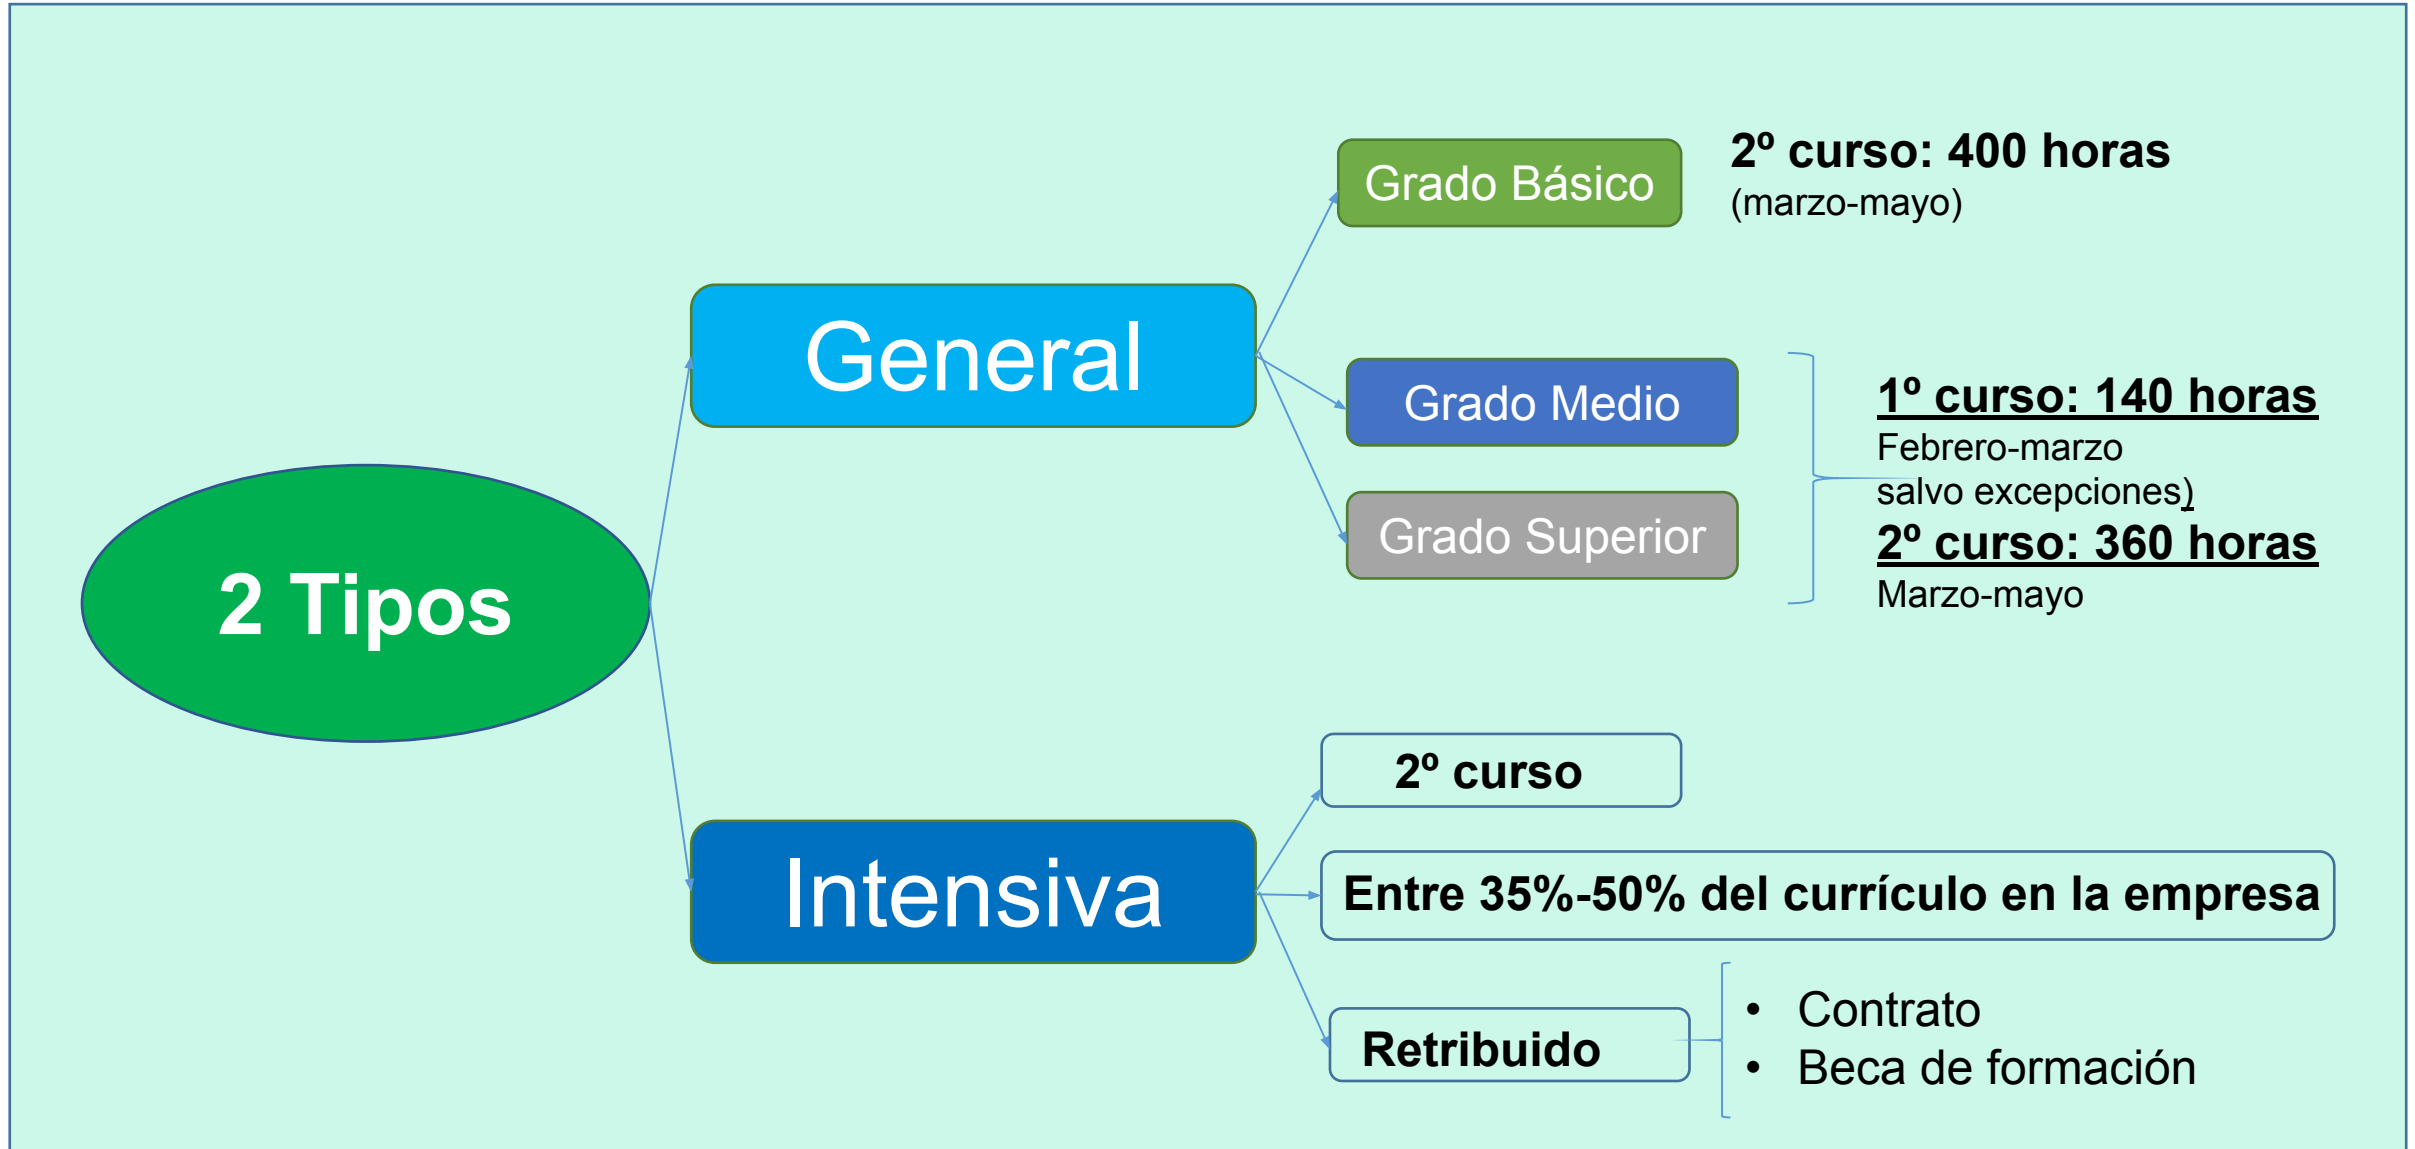 2 Tipos
General
Grado Básico
2º curso: 400 horas
(marzo-mayo)
Grado Medio
Grado Superior
1º curso: 140 horas
Febrero-marzo
salvo excepciones)
2º curso: 360 horas
Marzo-mayo
Intensiva
2º curso
Entre 35%-50% del currículo en la empresa
Retribuido
• Contrato
• Beca de formación